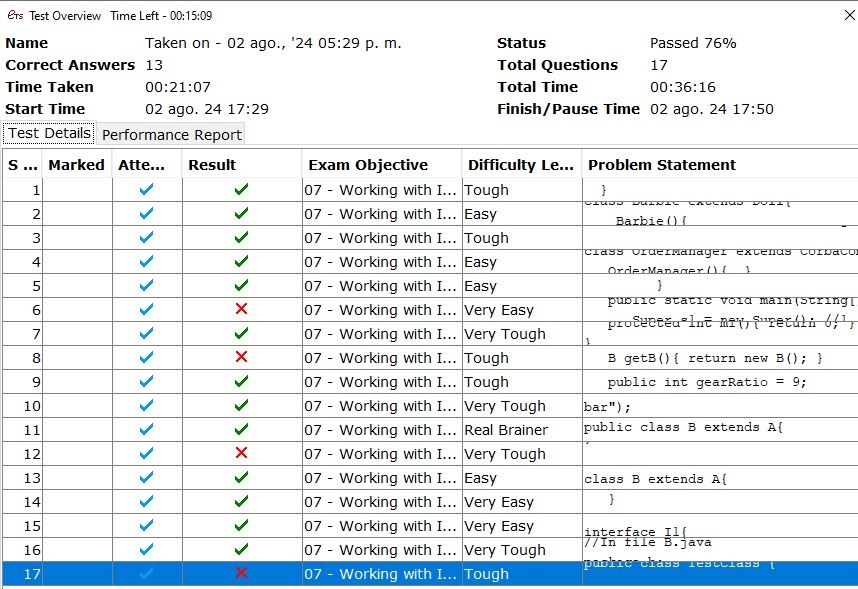 ETS Test Overview Time Left - 00:15:09
Name Taken on - 02 ago., '24 05:29 p. m. Status Passed 76%
Correct Answers 13 Total Questions 17
Time Taken 00:21:07 Total Time 00:36:16
Start Time 02 ago. 24 17:29 Finish/Pause Time 02 ago. 24 17:50
Test Details Performance Report
S ... Marked Atte... Result Exam Objective Difficulty Le... Problem Statement
1 07 - Working with I... Tough }
2 07 - Working with I... Easy class Barbie extends Doll{
Barbie(){
3 07 - Working with I... Tough
4 07 - Working with I... Easy class OrderManager extends CorbaCo
OrderManager(){ }
5 07 - Working with I... Easy }
6 07 - Working with I... Very Easy public static void main(String[
Super s1 = new Super(); //1
7 07 - Working with I... Very Tough protected int m1(){ return 0; }
}
8 07 - Working with I... Tough B getB(){ return new B(); }
9 07 - Working with I... Tough public int gearRatio = 9;
10 07 - Working with I... Very Tough bar");
11 07 - Working with I... Real Brainer public class B extends A{
12 07 - Working with I... Very Tough
13 07 - Working with I... Easy class B extends A{
14 07 - Working with I... Very Easy }
15 07 - Working with I... Very Easy interface I1{
16 07 - Working with I... Very Tough //In file B.java
17 07 - Working with I... Tough public class TestClass {